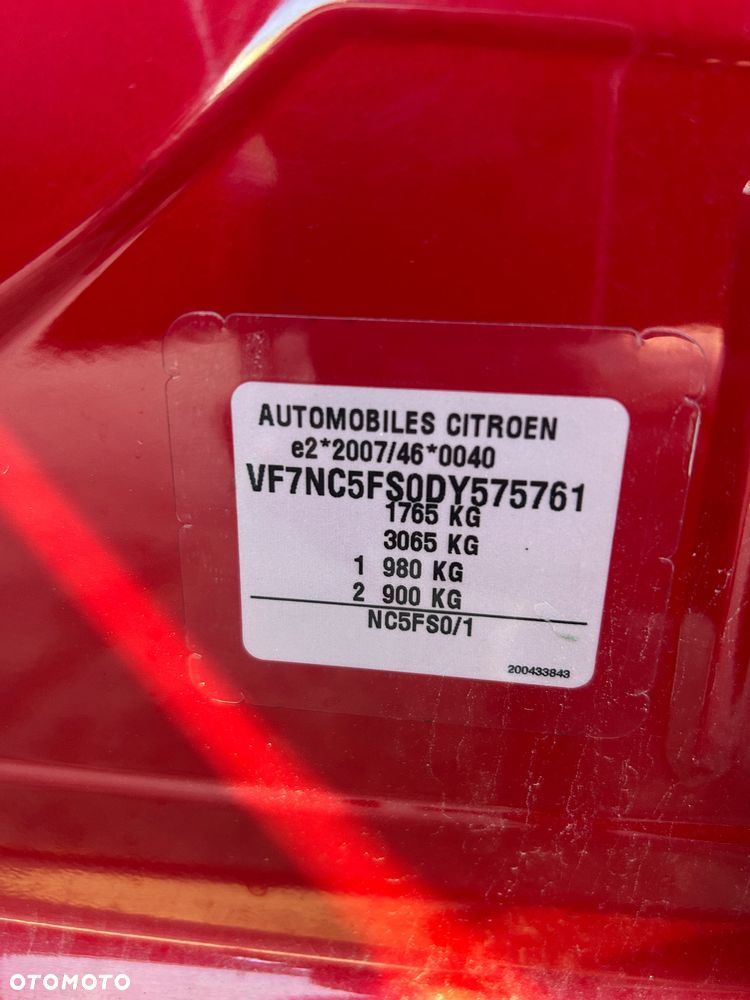 AUTOMOBILES CITROEN
e2*2007/46*0040
VF7NC5FS0DY575761
1765 KG
3065 KG
1 980 KG
2 900 KG
NC5FS0/1
200433843
OTOMOTO